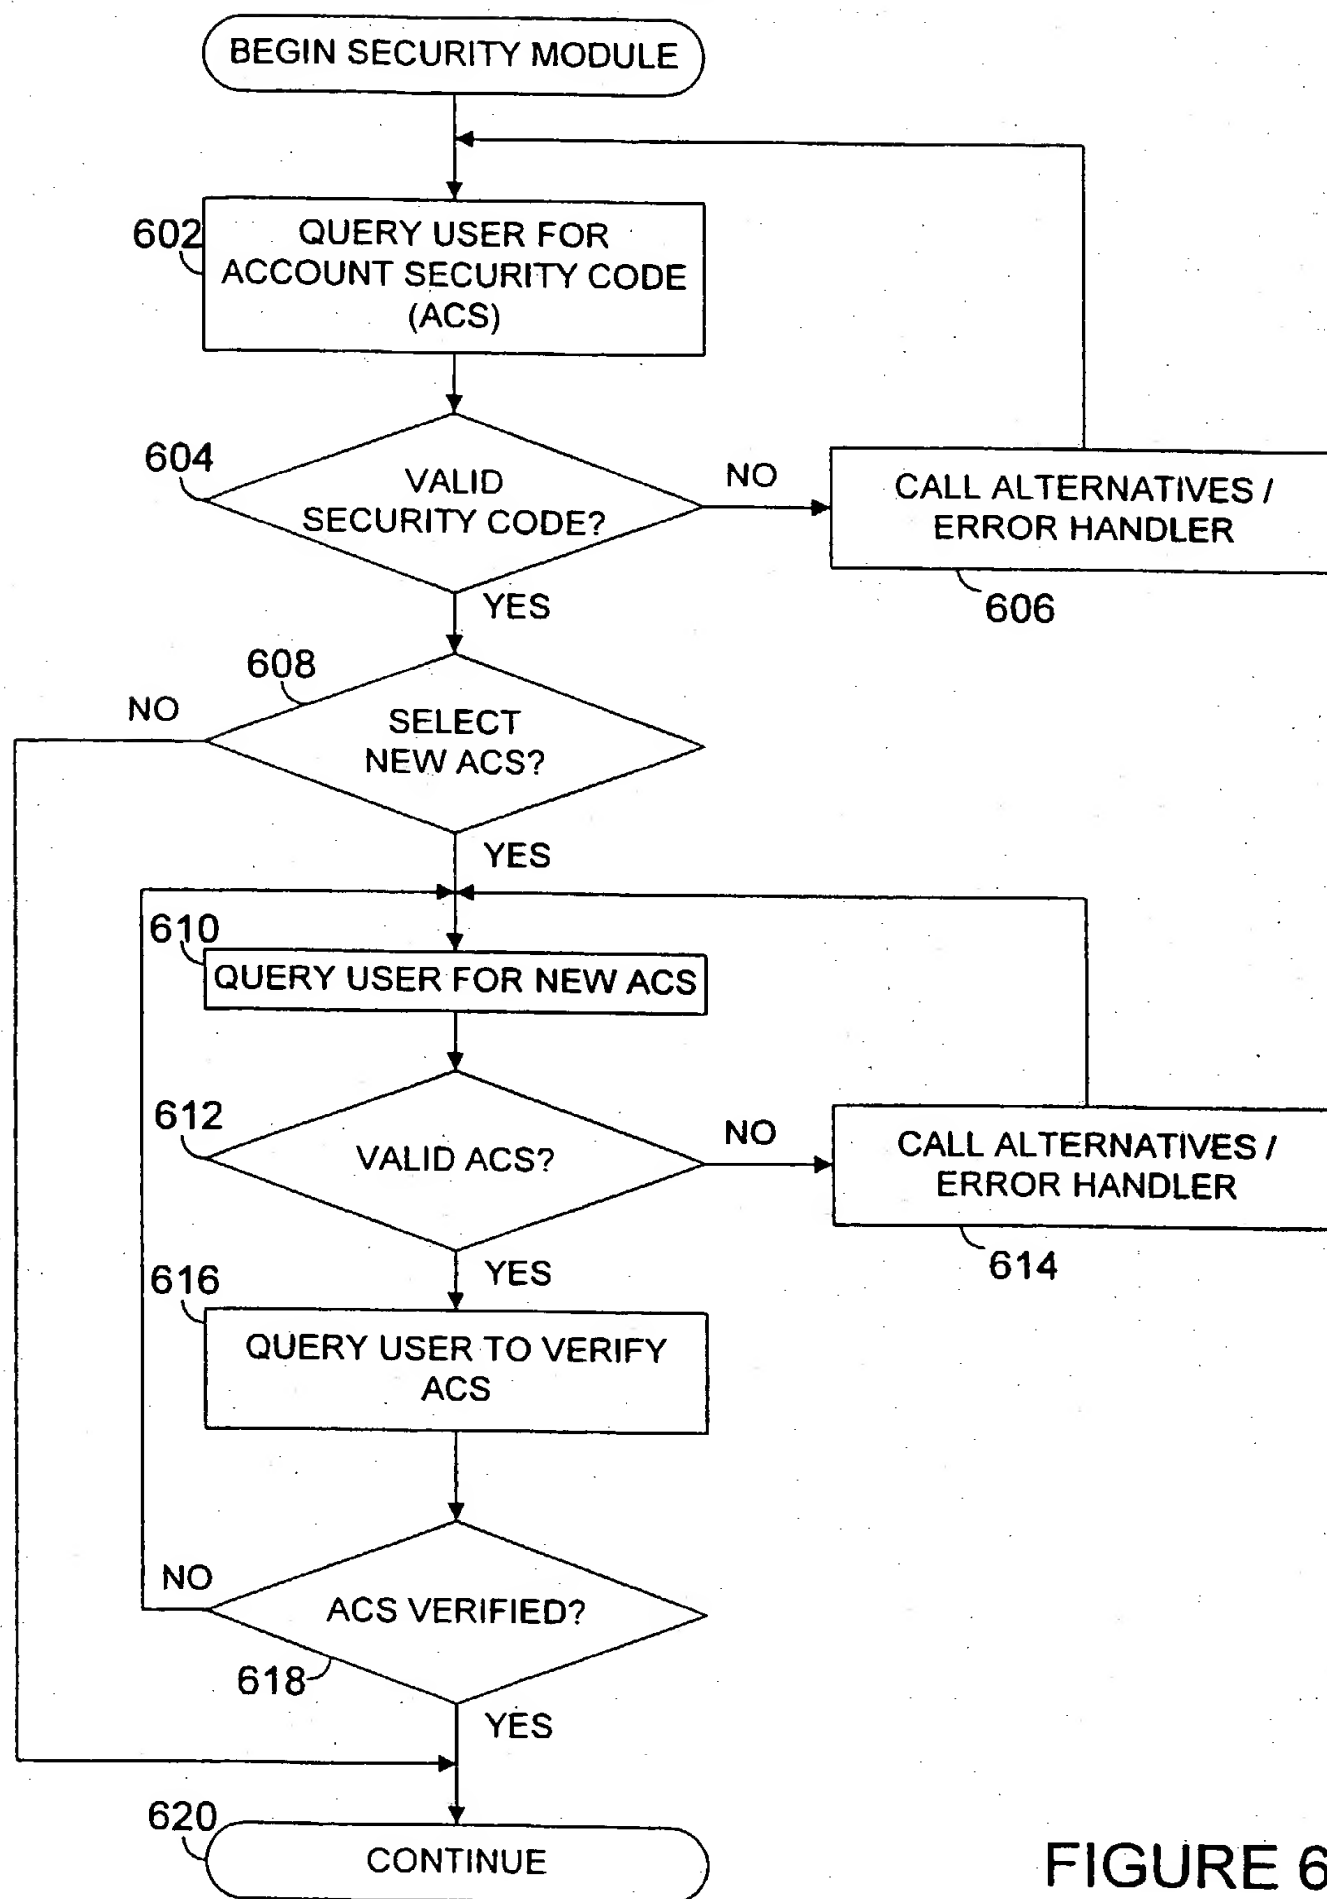 BEGIN SECURITY MODULE
602
QUERY USER FOR
ACCOUNT SECURITY CODE
(ACS)
604
VALID
SECURITY CODE?
NO
CALL ALTERNATIVES /
ERROR HANDLER
606
YES
608
NO
SELECT
NEW ACS?
YES
610
QUERY USER FOR NEW ACS
612
VALID ACS?
NO
CALL ALTERNATIVES /
ERROR HANDLER
614
YES
616
QUERY USER TO VERIFY
ACS
NO
ACS VERIFIED?
618
YES
620
CONTINUE
FIGURE 6